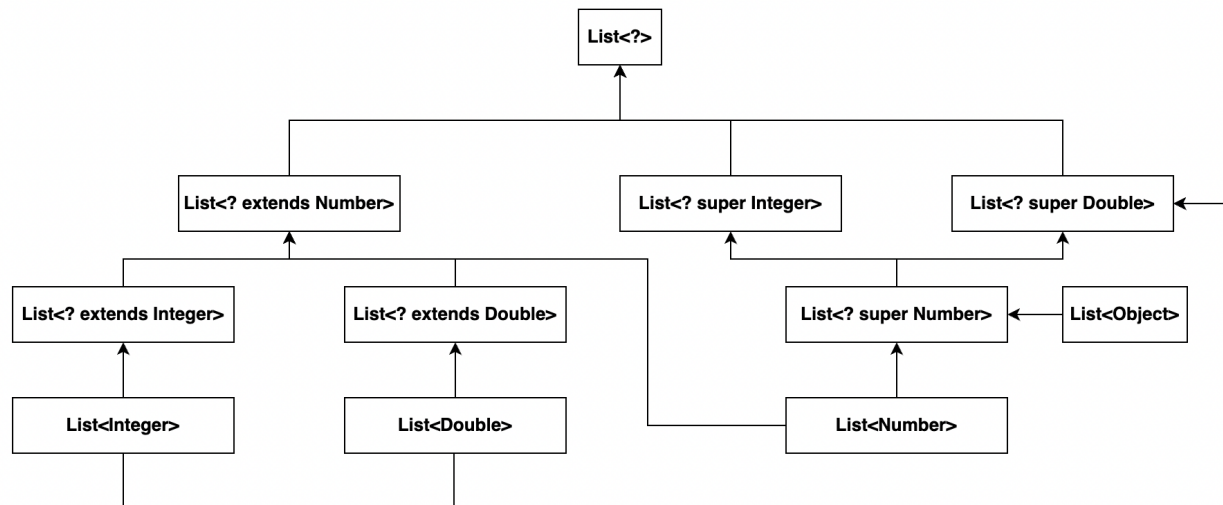 List<?>
List<? extends Number>
List<? super Integer>
List<? super Double>
List<? extends Integer>
List<? extends Double>
List<? super Number>
List<Object>
List<Integer>
List<Double>
List<Number>